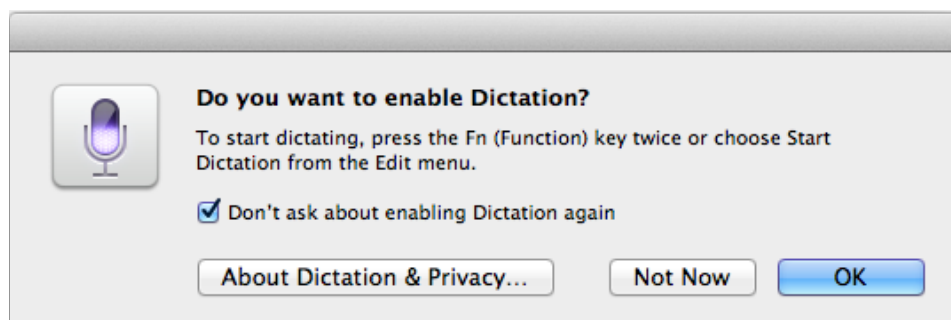 Do you want to enable Dictation?
To start dictating, press the Fn (Function) key twice or choose Start
Dictation from the Edit menu.
Don't ask about enabling Dictation again
About Dictation & Privacy...
Not Now
OK